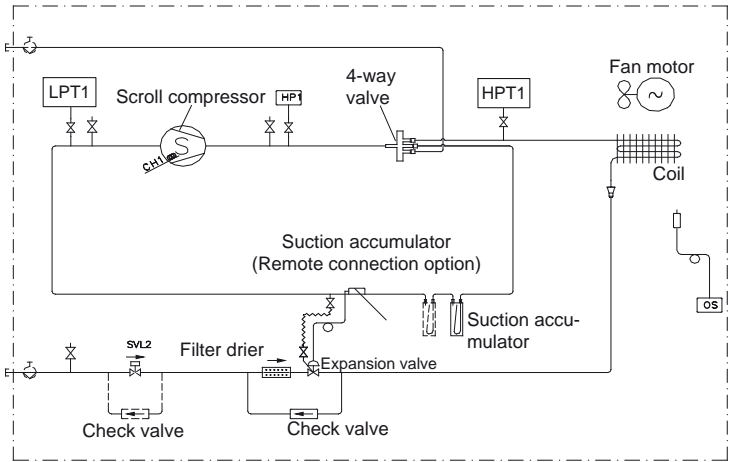 4-way
valve
Fan motor
LPT1
Scroll compressor
HP1
HPT1
S
CH1
Coil
Suction accumulator
(Remote connection option)
OS
Suction accu-
mulator
SVL2
Filter drier
Expansion valve
Check valve
Check valve